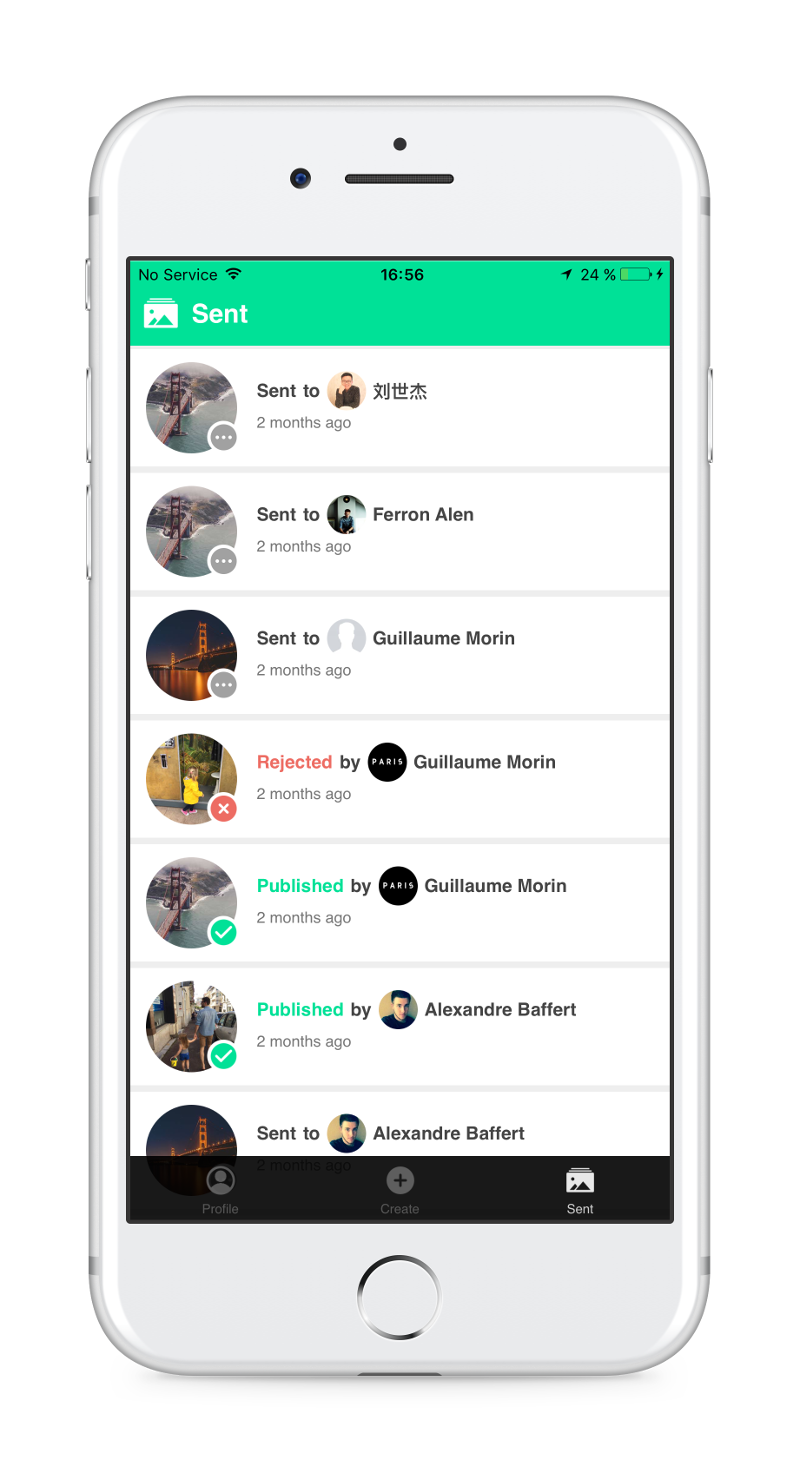 No Service 16:56 24 %
Sent
Sent to 刘世杰
2 months ago
Sent to Ferron Alen
2 months ago
Sent to Guillaume Morin
2 months ago
Rejected by PARIS Guillaume Morin
2 months ago
Published by PARIS Guillaume Morin
2 months ago
Published by Alexandre Baffert
2 months ago
Sent to Alexandre Baffert
2 months ago
Profile Create Sent